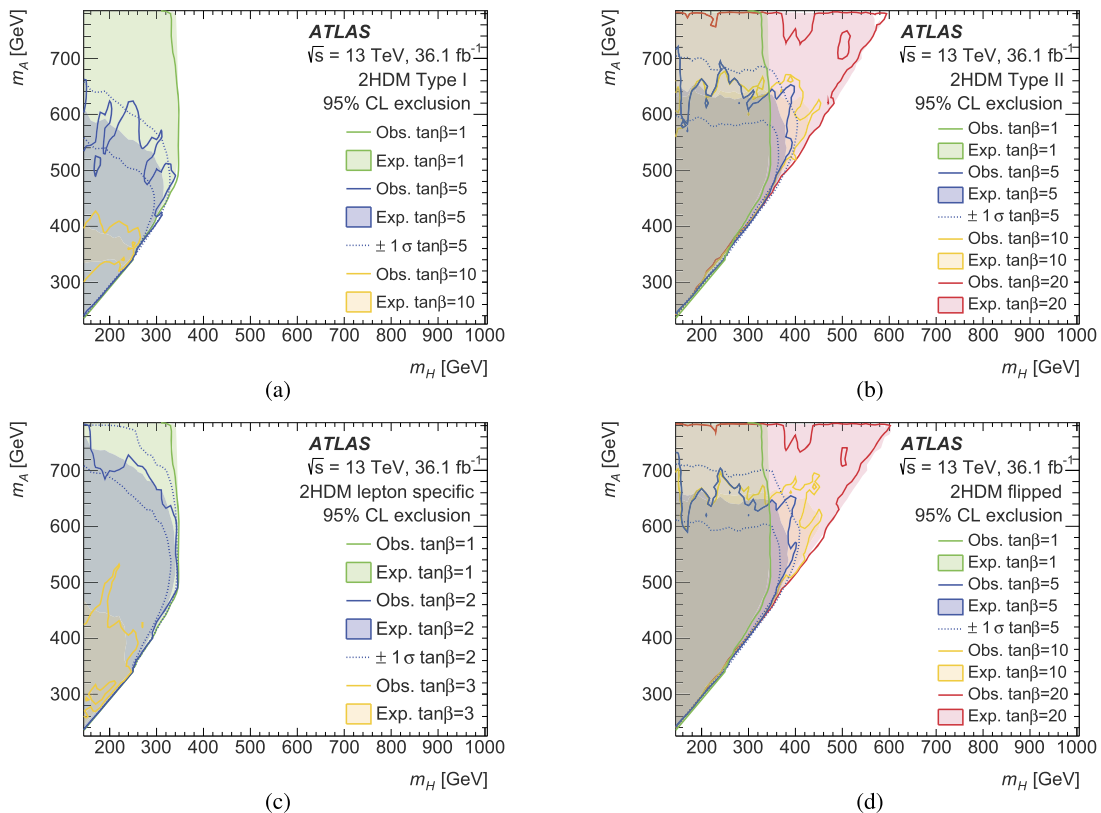 m_A [GeV]
700
600
500
400
300
200 300 400 500 600 700 800 900 1000
m_H [GeV]
ATLAS
√s = 13 TeV, 36.1 fb⁻¹
2HDM Type I
95% CL exclusion
Obs. tanβ=1
Exp. tanβ=1
Obs. tanβ=5
Exp. tanβ=5
± 1 σ tanβ=5
Obs. tanβ=10
Exp. tanβ=10
(a)
m_A [GeV]
700
600
500
400
300
200 300 400 500 600 700 800 900 1000
m_H [GeV]
ATLAS
√s = 13 TeV, 36.1 fb⁻¹
2HDM Type II
95% CL exclusion
Obs. tanβ=1
Exp. tanβ=1
Obs. tanβ=5
Exp. tanβ=5
± 1 σ tanβ=5
Obs. tanβ=10
Exp. tanβ=10
Obs. tanβ=20
Exp. tanβ=20
(b)
m_A [GeV]
700
600
500
400
300
200 300 400 500 600 700 800 900 1000
m_H [GeV]
ATLAS
√s = 13 TeV, 36.1 fb⁻¹
2HDM lepton specific
95% CL exclusion
Obs. tanβ=1
Exp. tanβ=1
Obs. tanβ=2
Exp. tanβ=2
± 1 σ tanβ=2
Obs. tanβ=3
Exp. tanβ=3
(c)
m_A [GeV]
700
600
500
400
300
200 300 400 500 600 700 800 900 1000
m_H [GeV]
ATLAS
√s = 13 TeV, 36.1 fb⁻¹
2HDM flipped
95% CL exclusion
Obs. tanβ=1
Exp. tanβ=1
Obs. tanβ=5
Exp. tanβ=5
± 1 σ tanβ=5
Obs. tanβ=10
Exp. tanβ=10
Obs. tanβ=20
Exp. tanβ=20
(d)